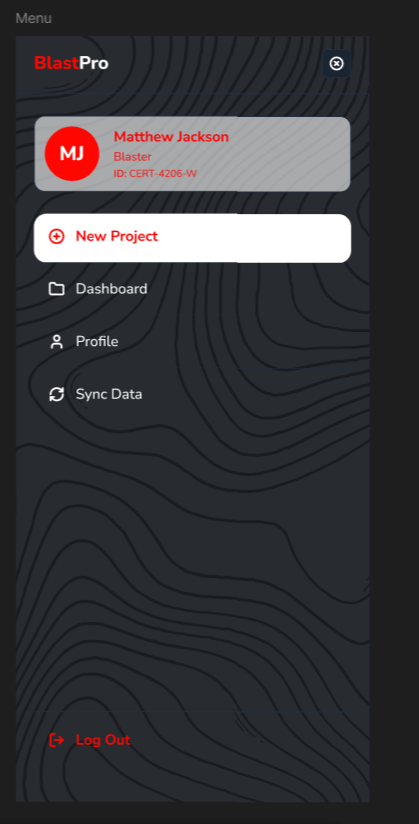 Menu
BlastPro
MJ
Matthew Jackson
Blaster
ID: CERT-4206-W
New Project
Dashboard
Profile
Sync Data
Log Out